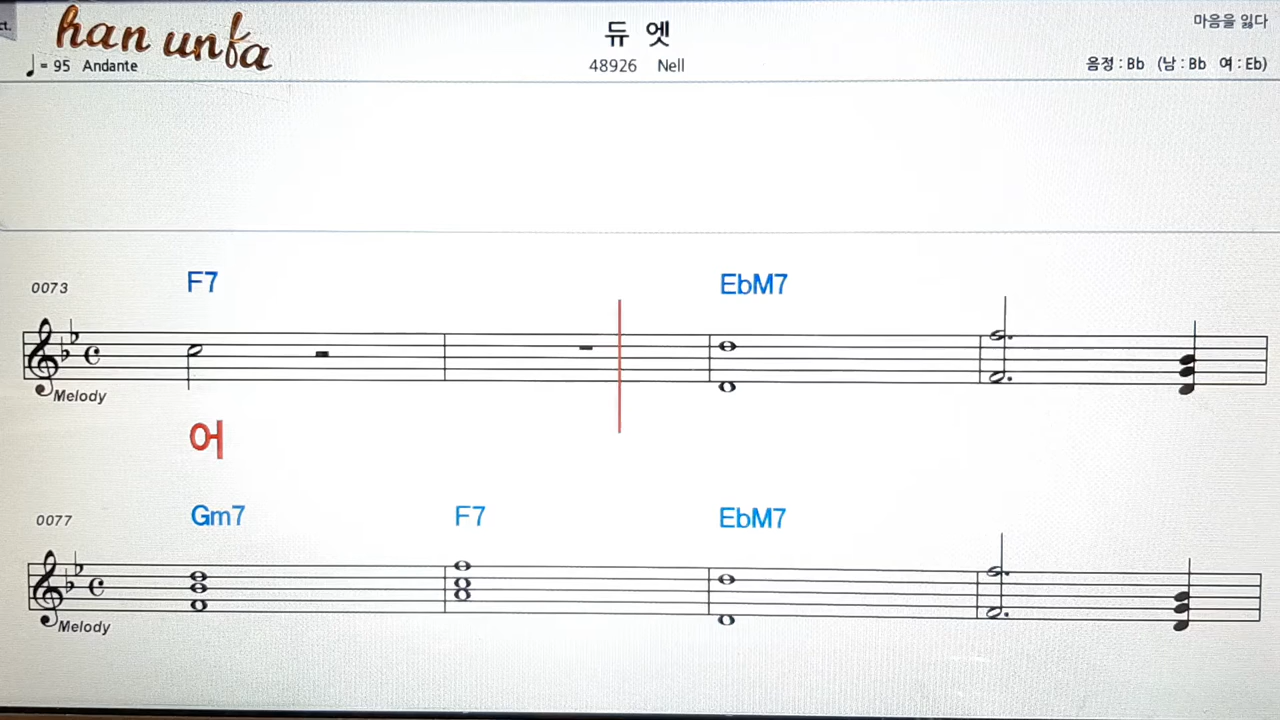 ct.
han unfa
듀 엣
마음을 잃다
♩ = 95 Andante
48926 Nell
음정 : Bb (남 : Bb 여 : Eb)
0073
F7
EbM7
Melody
어
0077
Gm7
F7
EbM7
Melody